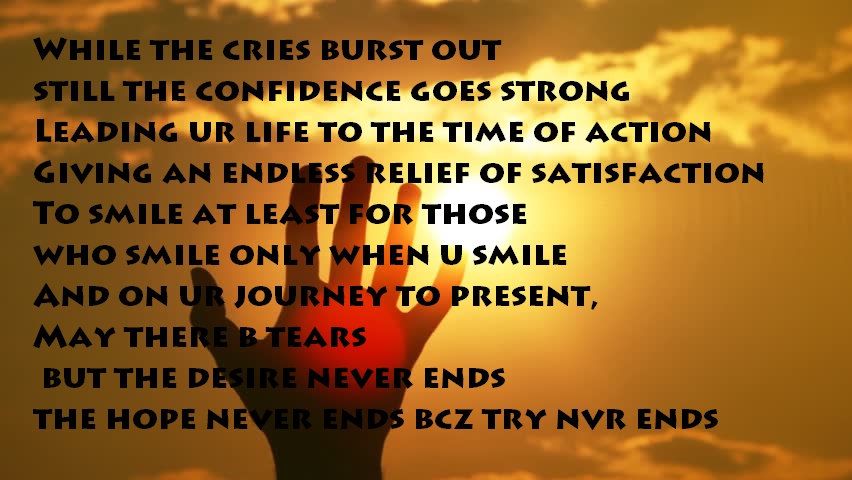 While the cries burst out
still the confidence goes strong
Leading ur life to the time of action
Giving an endless relief of satisfaction
To smile at least for those
who smile only when u smile
And on ur journey to present,
May there b tears
but the desire never ends
the hope never ends bcz try nvr ends